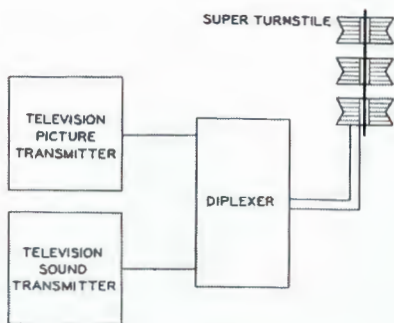 SUPER TURNSTILE
TELEVISION
PICTURE
TRANSMITTER
DIPLEXER
TELEVISION
SOUND
TRANSMITTER